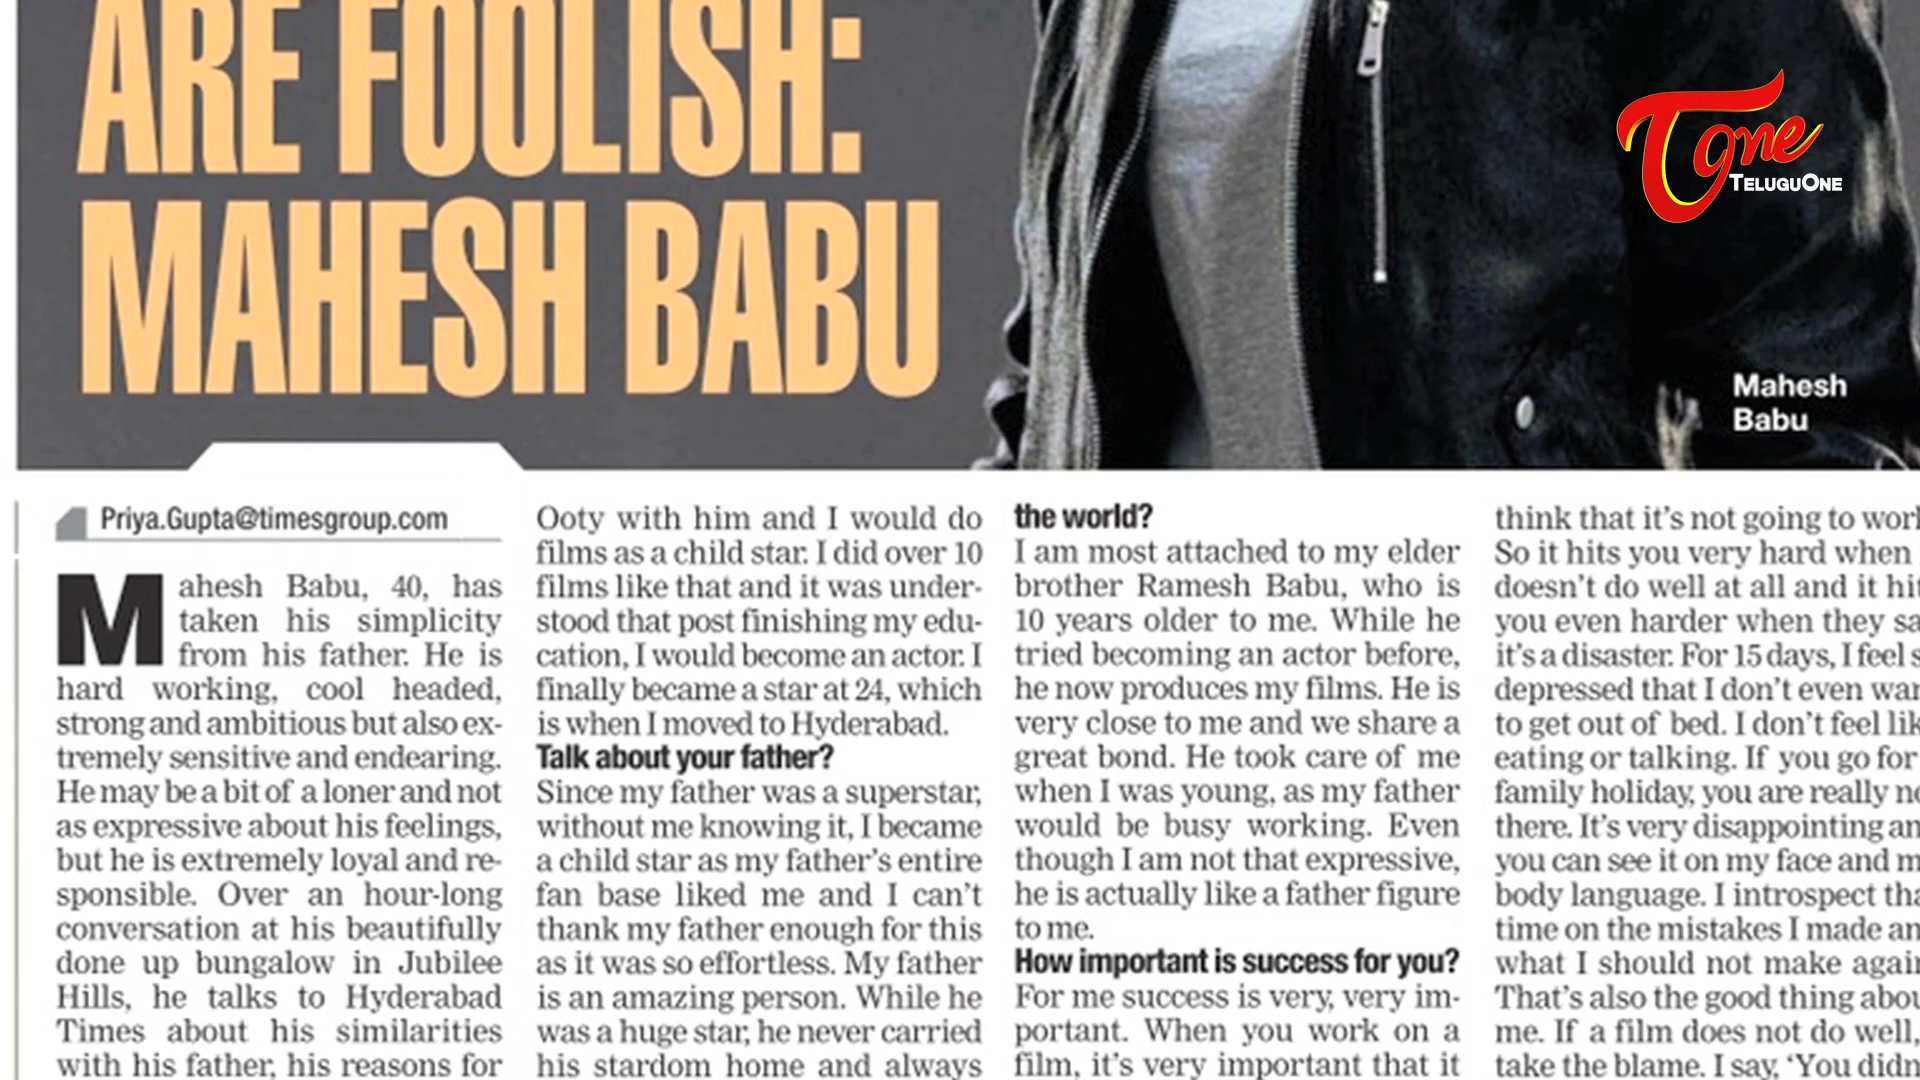 ARE FOOLISH:
MAHESH BABU
Tone
TELUGUONE
Mahesh
Babu
Priya.Gupta@timesgroup.com
Mahesh Babu, 40, has
taken his simplicity
from his father. He is
hard working, cool headed,
strong and ambitious but also ex-
tremely sensitive and endearing.
He may be a bit of a loner and not
as expressive about his feelings,
but he is extremely loyal and re-
sponsible. Over an hour-long
conversation at his beautifully
done up bungalow in Jubilee
Hills, he talks to Hyderabad
Times about his similarities
with his father, his reasons for
Ooty with him and I would do
films as a child star. I did over 10
films like that and it was under-
stood that post finishing my edu-
cation, I would become an actor. I
finally became a star at 24, which
is when I moved to Hyderabad.
Talk about your father?
Since my father was a superstar,
without me knowing it, I became
a child star as my father's entire
fan base liked me and I can't
thank my father enough for this
as it was so effortless. My father
is an amazing person. While he
was a huge star, he never carried
his stardom home and always
the world?
I am most attached to my elder
brother Ramesh Babu, who is
10 years older to me. While he
tried becoming an actor before,
he now produces my films. He is
very close to me and we share a
great bond. He took care of me
when I was young, as my father
would be busy working. Even
though I am not that expressive,
he is actually like a father figure
to me.
How important is success for you?
For me success is very, very im-
portant. When you work on a
film, it's very important that it
think that it's not going to
So it hits you very hard when
doesn't do well at all and it
you even harder when they
it's a disaster. For 15 days, I feel
depressed that I don't even
to get out of bed. I don't feel
eating or talking. If you go for
family holiday, you are really
there. It's very disappointing
you can see it on my face and
body language. I introspect
time on the mistakes I made
what I should not make
That's also the good thing
me. If a film does not do well,
take the blame. I say, 'You